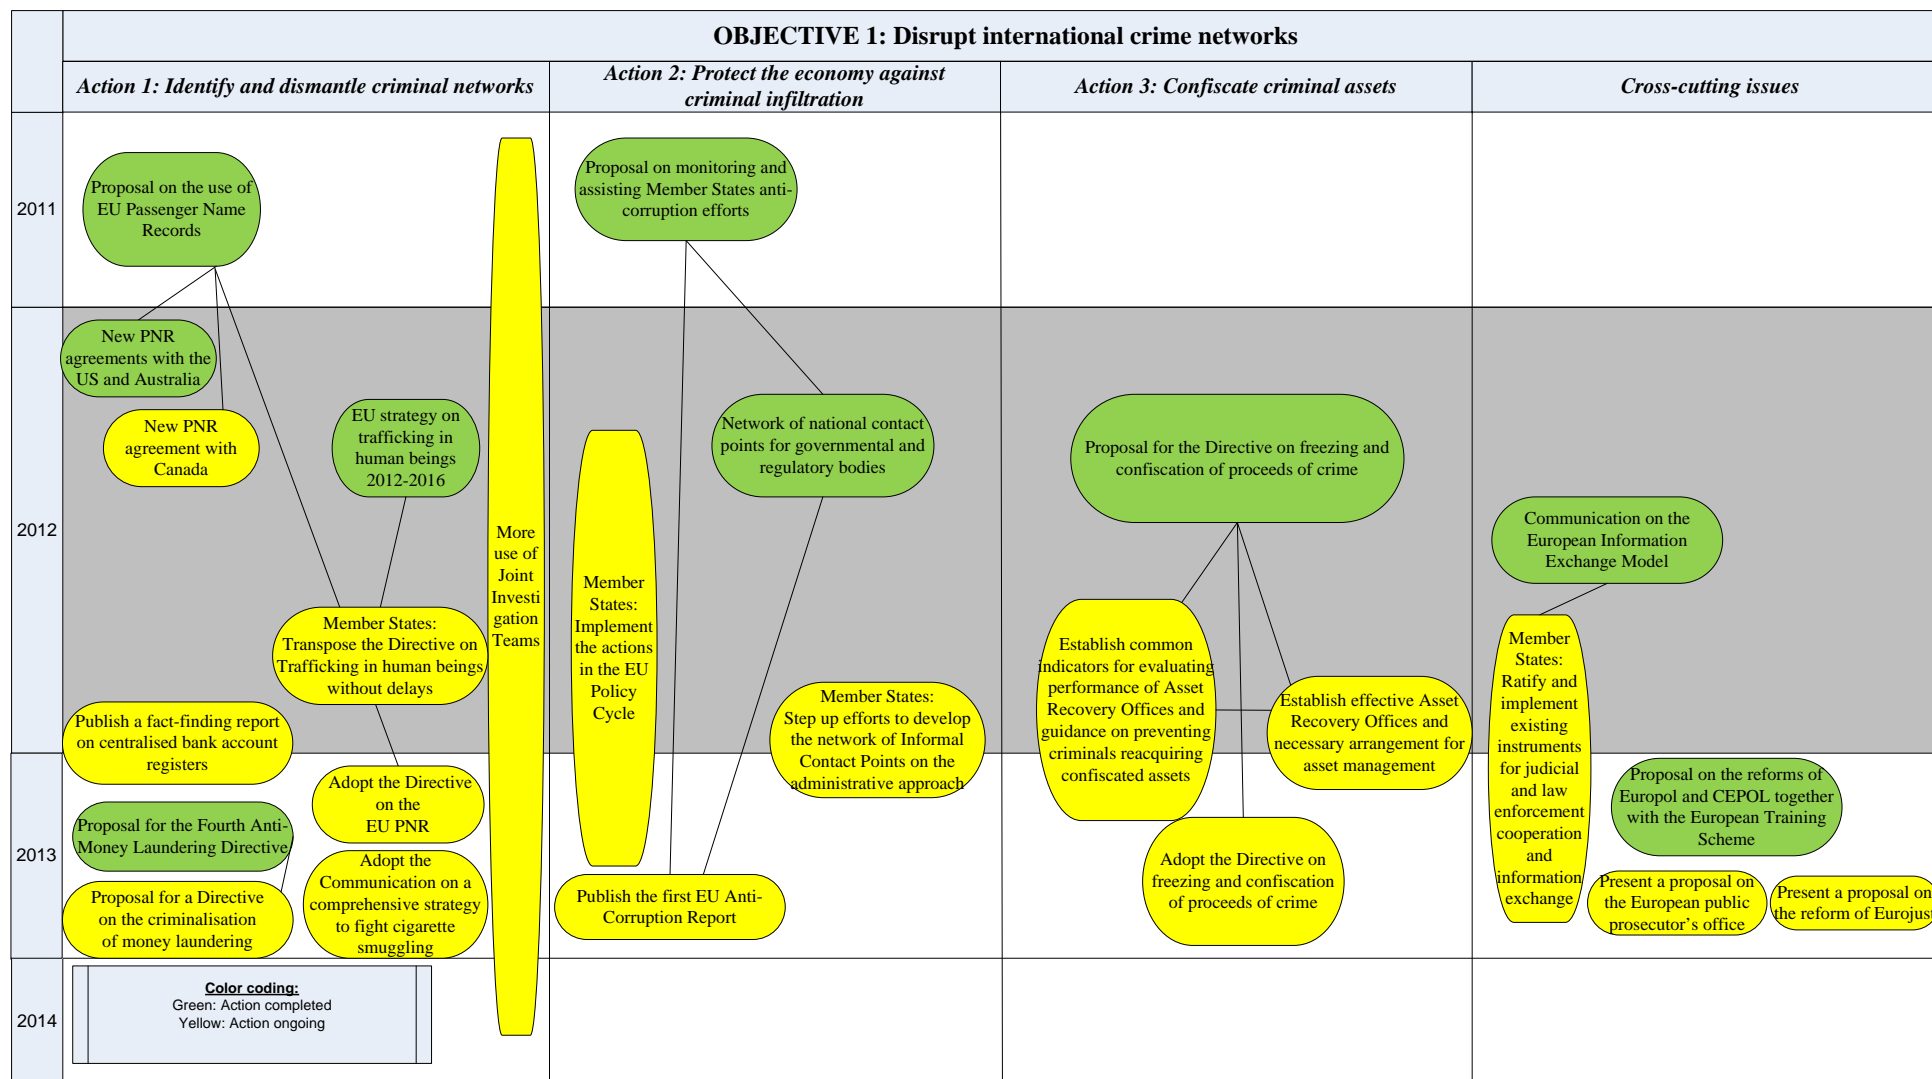 OBJECTIVE 1: Disrupt international crime networks
Action 1: Identify and dismantle criminal networks
Action 2: Protect the economy against
criminal infiltration
Action 3: Confiscate criminal assets
Cross-cutting issues
2011
Proposal on the use of
EU Passenger Name
Records
Proposal on monitoring and
assisting Member States anti-
corruption efforts
2012
New PNR
agreements with the
US and Australia
New PNR
agreement with
Canada
EU strategy on
trafficking in
human beings
2012-2016
Member States:
Transpose the Directive on
Trafficking in human beings
without delays
Publish a fact-finding report
on centralised bank account
registers
More
use of
Joint
Investi
gation
Teams
Member
States:
Implement
the actions
in the EU
Policy
Cycle
Network of national contact
points for governmental and
regulatory bodies
Member States:
Step up efforts to develop
the network of Informal
Contact Points on the
administrative approach
Proposal for the Directive on freezing and
confiscation of proceeds of crime
Establish common
indicators for evaluating
performance of Asset
Recovery Offices and
guidance on preventing
criminals reacquiring
confiscated assets
Establish effective Asset
Recovery Offices and
necessary arrangement for
asset management
Communication on the
European Information
Exchange Model
Member
States:
Ratify and
implement
existing
instruments
for judicial
and law
enforcement
cooperation
and
information
exchange
2013
Adopt the Directive
on the
EU PNR
Proposal for the Fourth Anti-
Money Laundering Directive
Proposal for a Directive
on the criminalisation
of money laundering
Adopt the
Communication on a
comprehensive strategy
to fight cigarette
smuggling
Publish the first EU Anti-
Corruption Report
Adopt the Directive on
freezing and confiscation
of proceeds of crime
Proposal on the reforms of
Europol and CEPOL together
with the European Training
Scheme
Present a proposal on
the European public
prosecutor’s office
Present a proposal on
the reform of Eurojust
2014
Color coding:
Green: Action completed
Yellow: Action ongoing